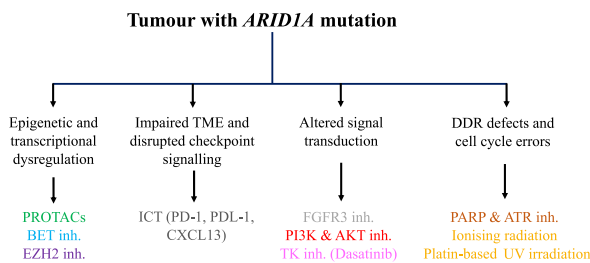 Tumour with ARID1A mutation
Epigenetic and
transcriptional
dysregulation
Impaired TME and
disrupted checkpoint
signalling
Altered signal
transduction
DDR defects and
cell cycle errors
PROTACs
BET inh.
EZH2 inh.
ICT (PD-1, PDL-1,
CXCL13)
FGFR3 inh.
PI3K & AKT inh.
TK inh. (Dasatinib)
PARP & ATR inh.
Ionising radiation
Platin-based UV irradiation